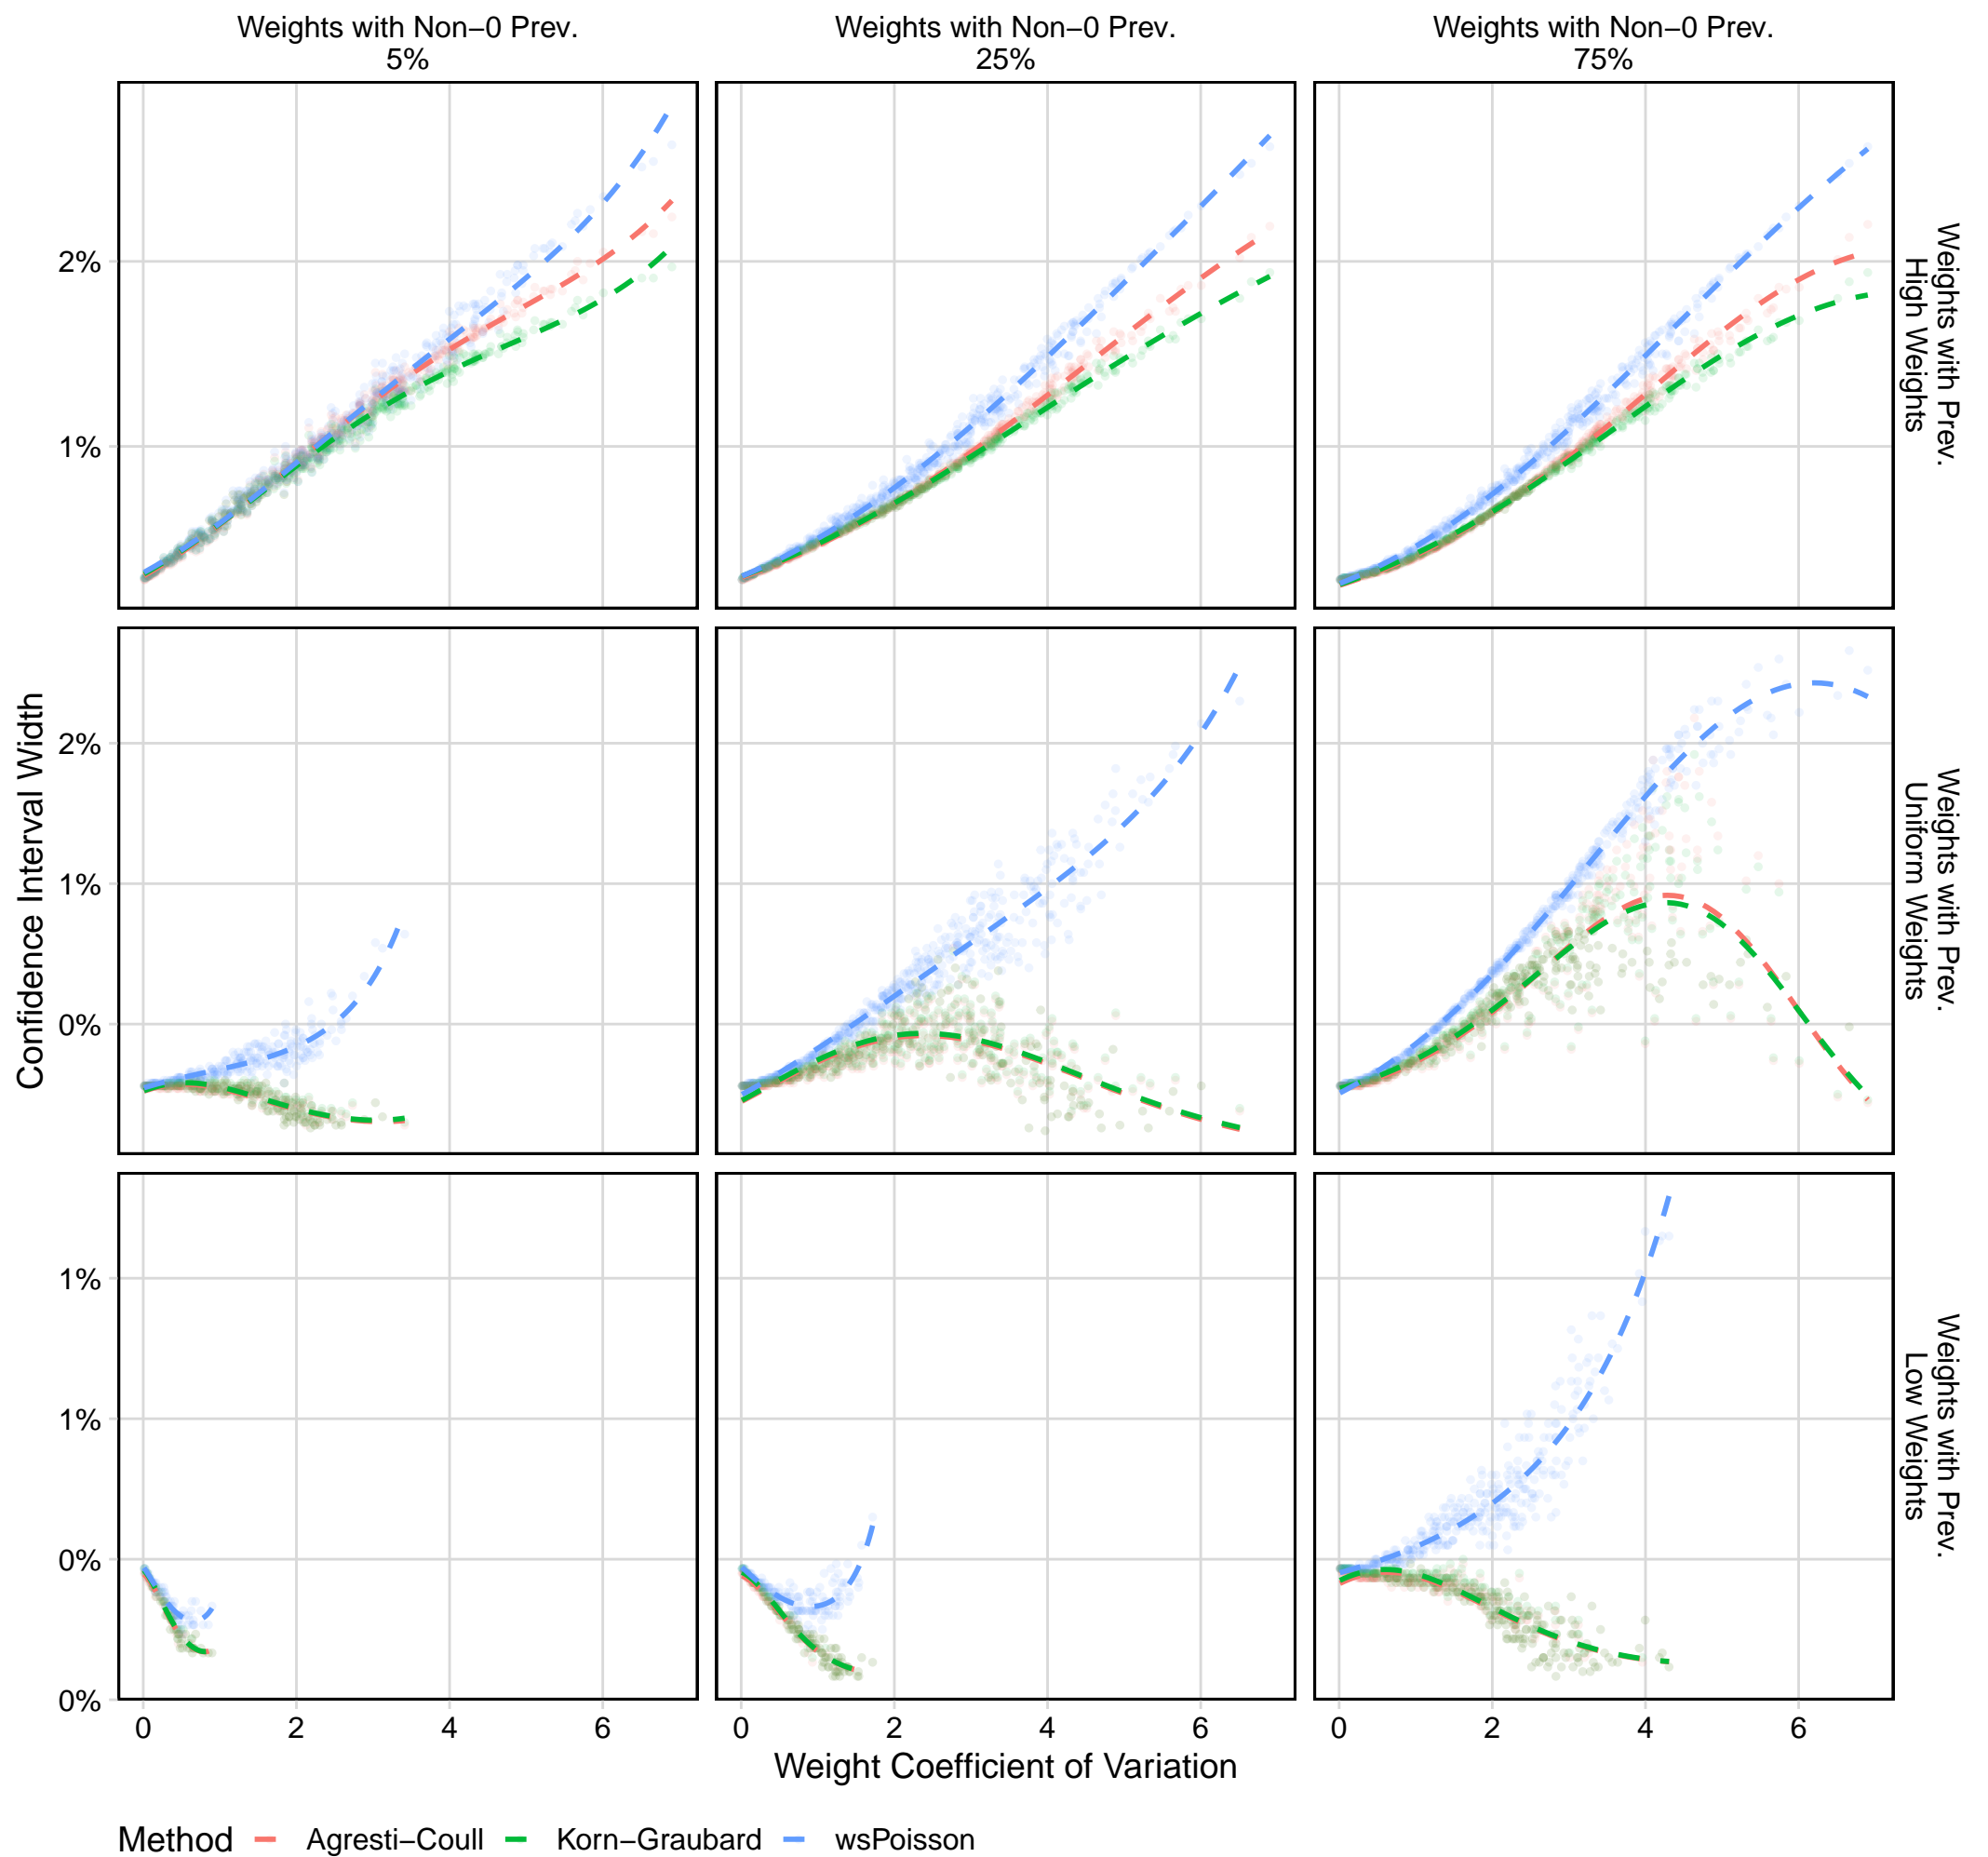 Weights with Non−0 Prev.
5%
Weights with Non−0 Prev.
25%
Weights with Non−0 Prev.
75%
Confidence Interval Width
2%
1%
Weights with Prev.
High Weights
2%
1%
0%
Weights with Prev.
Uniform Weights
1%
1%
0%
0%
Weights with Prev.
Low Weights
0 2 4 6
0 2 4 6
0 2 4 6
Weight Coefficient of Variation
Method Agresti−Coull Korn−Graubard wsPoisson